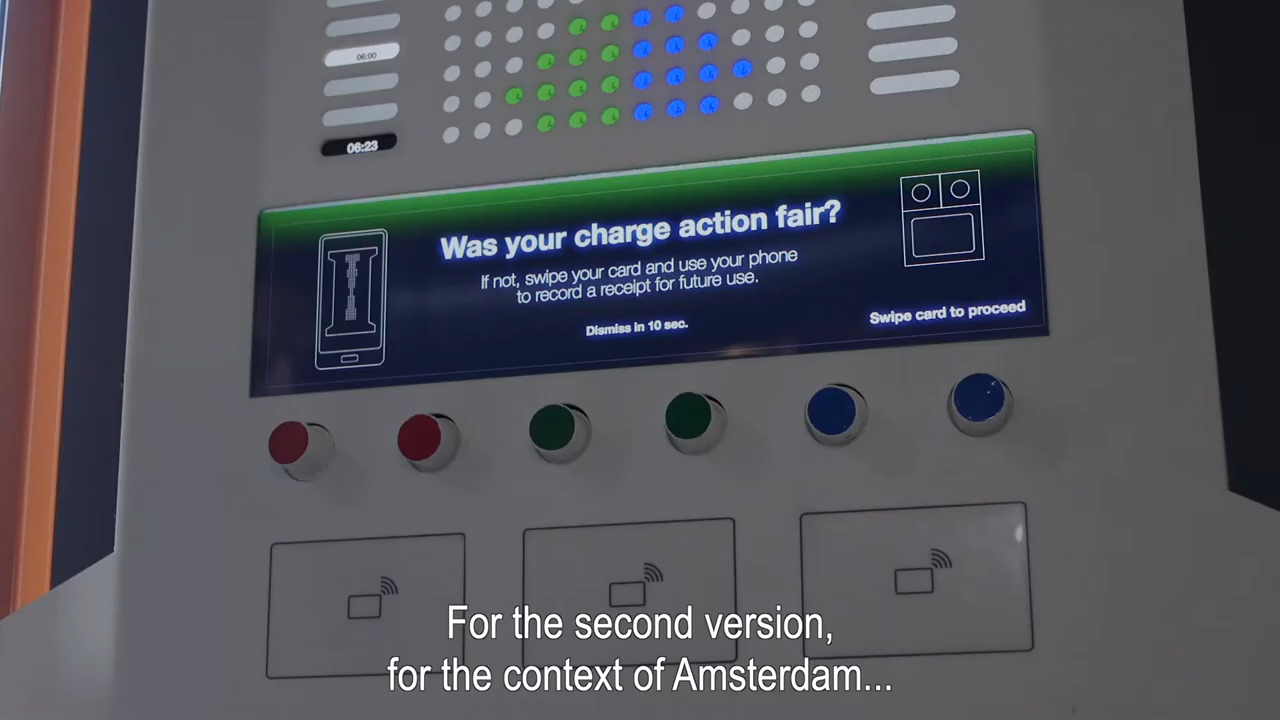 06:00
06:23
Was your charge action fair?
If not, swipe your card and use your phone
to record a receipt for future use.
Dismiss in 10 sec.
Swipe card to proceed
For the second version,
for the context of Amsterdam...